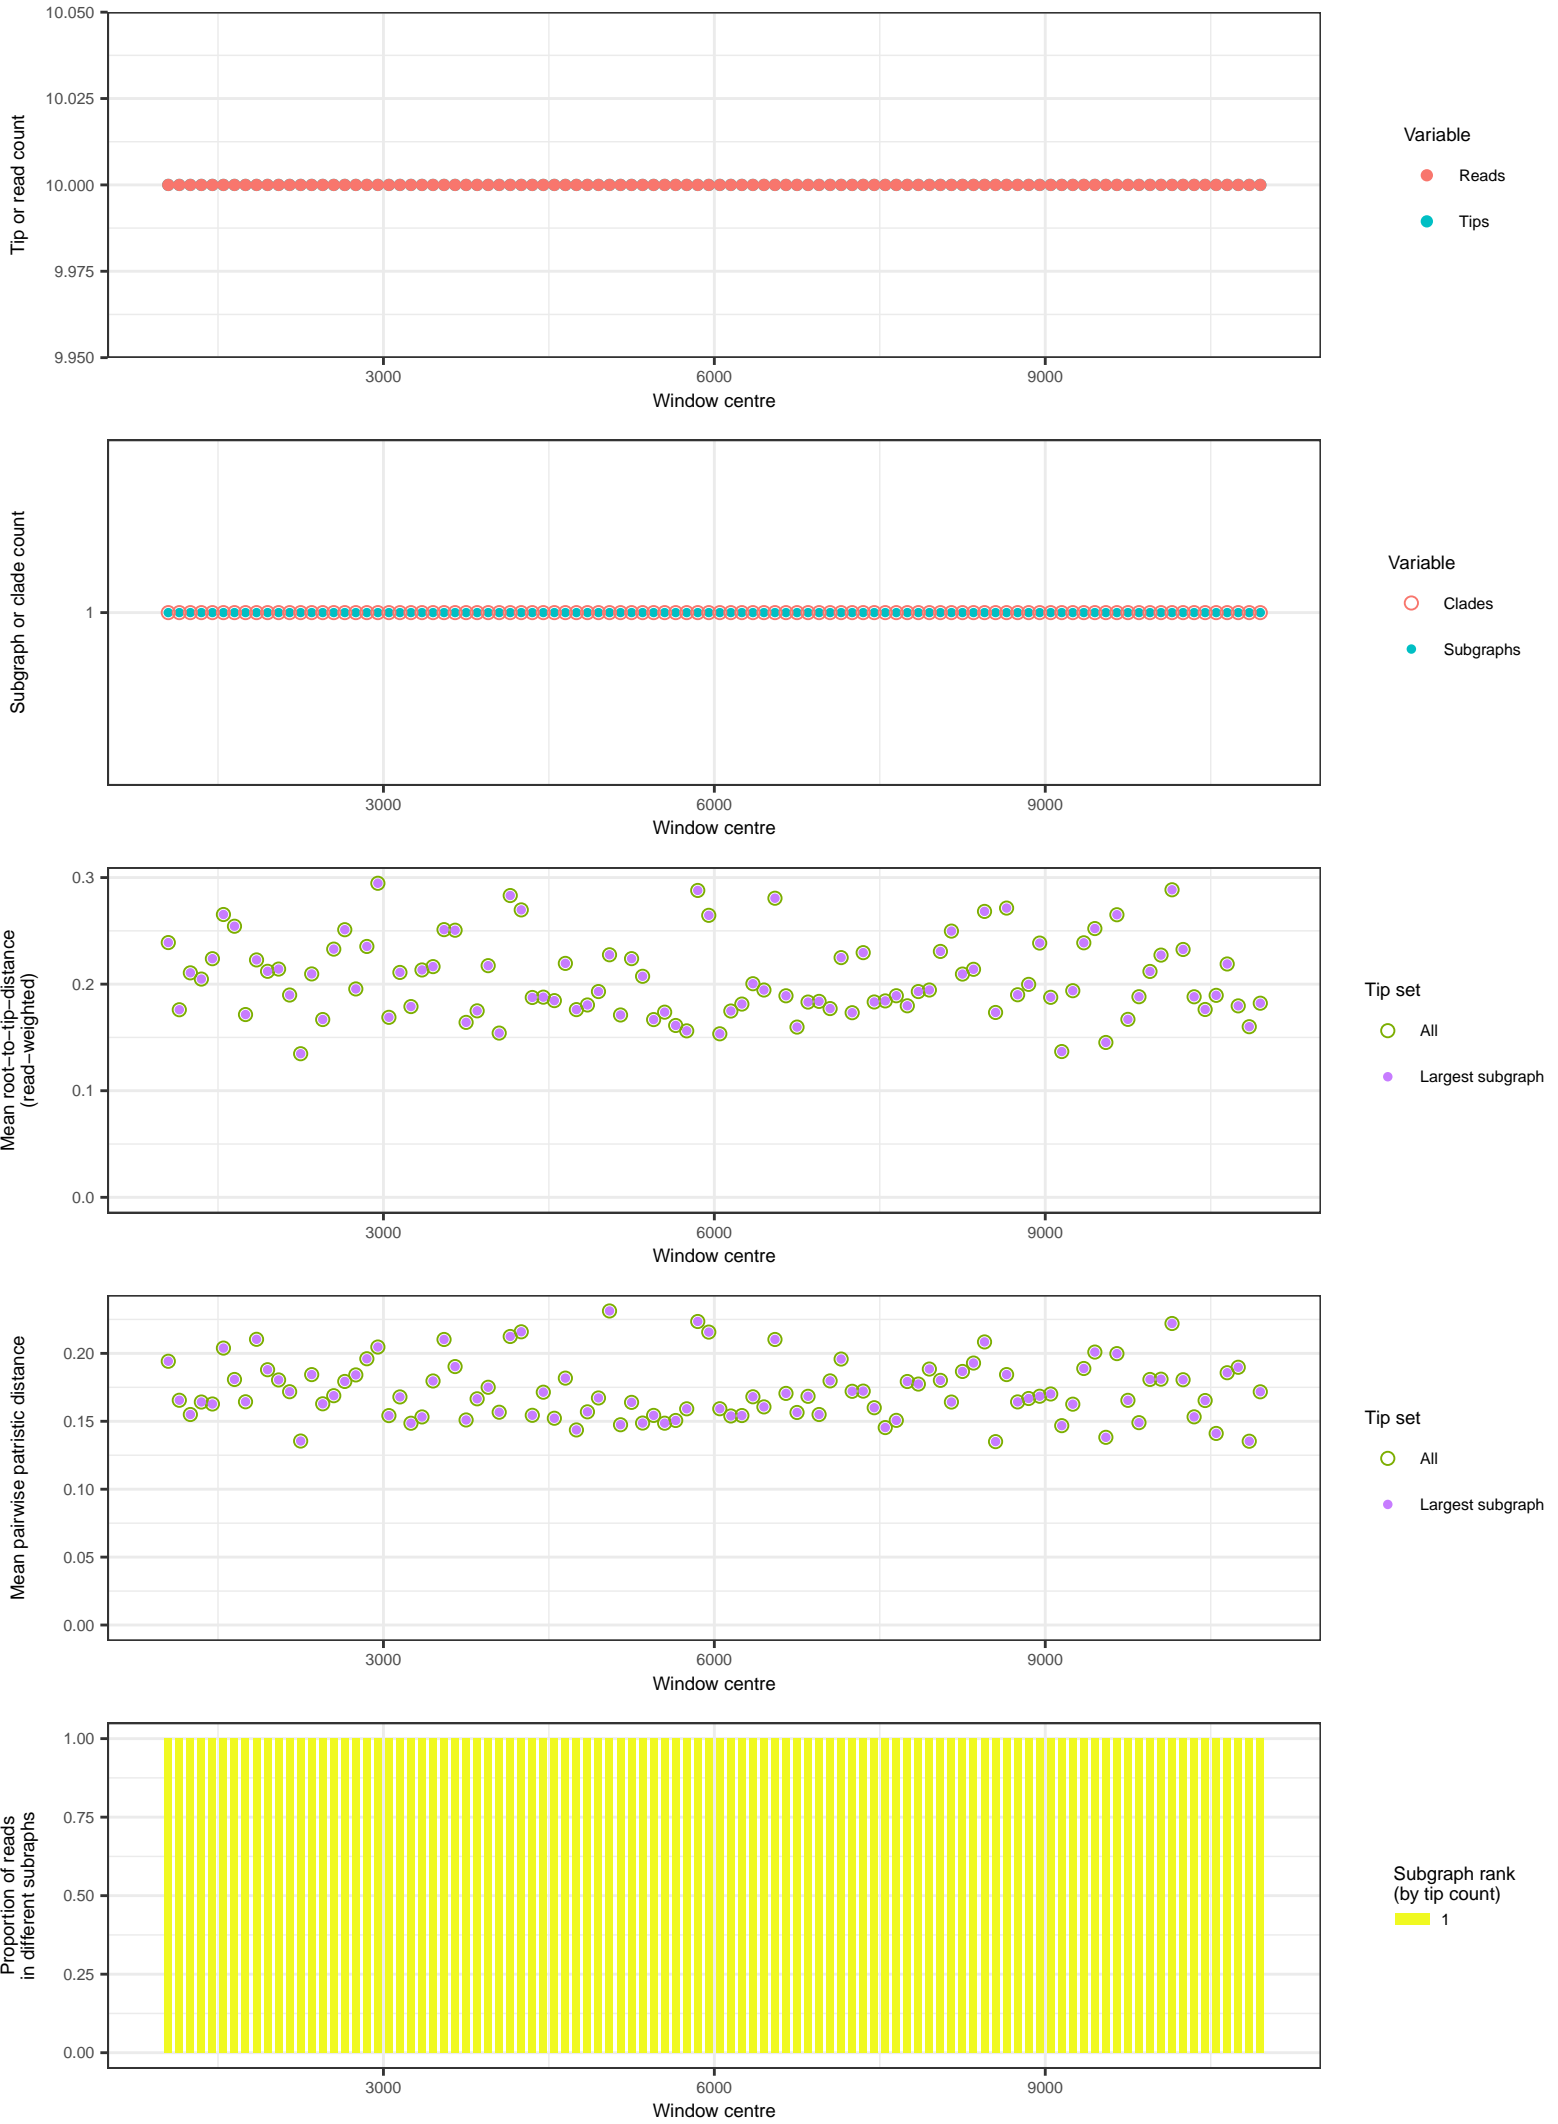 10.050
10.025
10.000
9.975
9.950
Tip or read count
3000
6000
9000
Window centre
Variable
Reads
Tips
1
Subgraph or clade count
3000
6000
9000
Window centre
Variable
Clades
Subgraphs
0.3
0.2
0.1
0.0
Mean root−to−tip−distance
(read−weighted)
3000
6000
9000
Window centre
Tip set
All
Largest subgraph
0.20
0.15
0.10
0.05
0.00
Mean pairwise patristic distance
3000
6000
9000
Window centre
Tip set
All
Largest subgraph
1.00
0.75
0.50
0.25
0.00
Proportion of reads
in different subraphs
3000
6000
9000
Window centre
Subgraph rank
(by tip count)
1